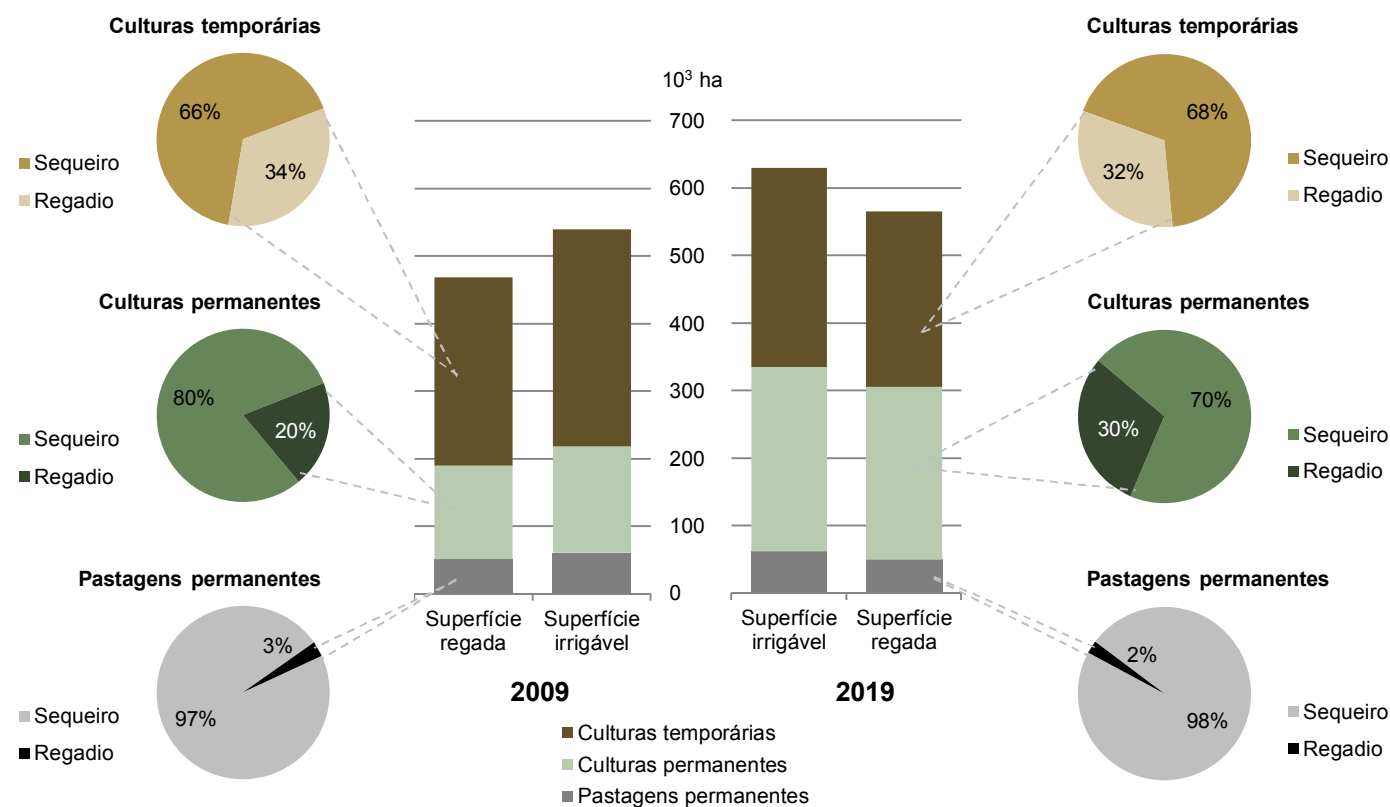 Culturas temporárias
66%
34%
Sequeiro
Regadio
Culturas permanentes
80%
20%
Sequeiro
Regadio
Pastagens permanentes
3%
97%
Sequeiro
Regadio
10³ ha
700
600
500
400
300
200
100
0
Superfície
regada
Superfície
irrigável
2009
Superfície
irrigável
Superfície
regada
2019
Culturas temporárias
Culturas permanentes
Pastagens permanentes
Culturas temporárias
68%
32%
Sequeiro
Regadio
Culturas permanentes
70%
30%
Sequeiro
Regadio
Pastagens permanentes
2%
98%
Sequeiro
Regadio